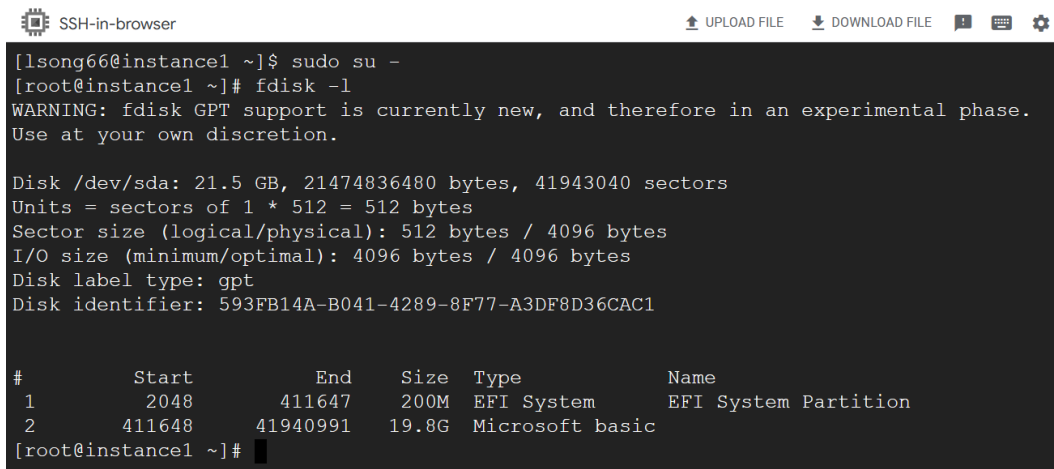 SSH-in-browser UPLOAD FILE DOWNLOAD FILE
[lsong66@instance1 ~]$ sudo su -
[root@instance1 ~]# fdisk -l
WARNING: fdisk GPT support is currently new, and therefore in an experimental phase.
Use at your own discretion.
Disk /dev/sda: 21.5 GB, 21474836480 bytes, 41943040 sectors
Units = sectors of 1 * 512 = 512 bytes
Sector size (logical/physical): 512 bytes / 4096 bytes
I/O size (minimum/optimal): 4096 bytes / 4096 bytes
Disk label type: gpt
Disk identifier: 593FB14A-B041-4289-8F77-A3DF8D36CAC1
# Start End Size Type Name
1 2048 411647 200M EFI System EFI System Partition
2 411648 41940991 19.8G Microsoft basic
[root@instance1 ~]#